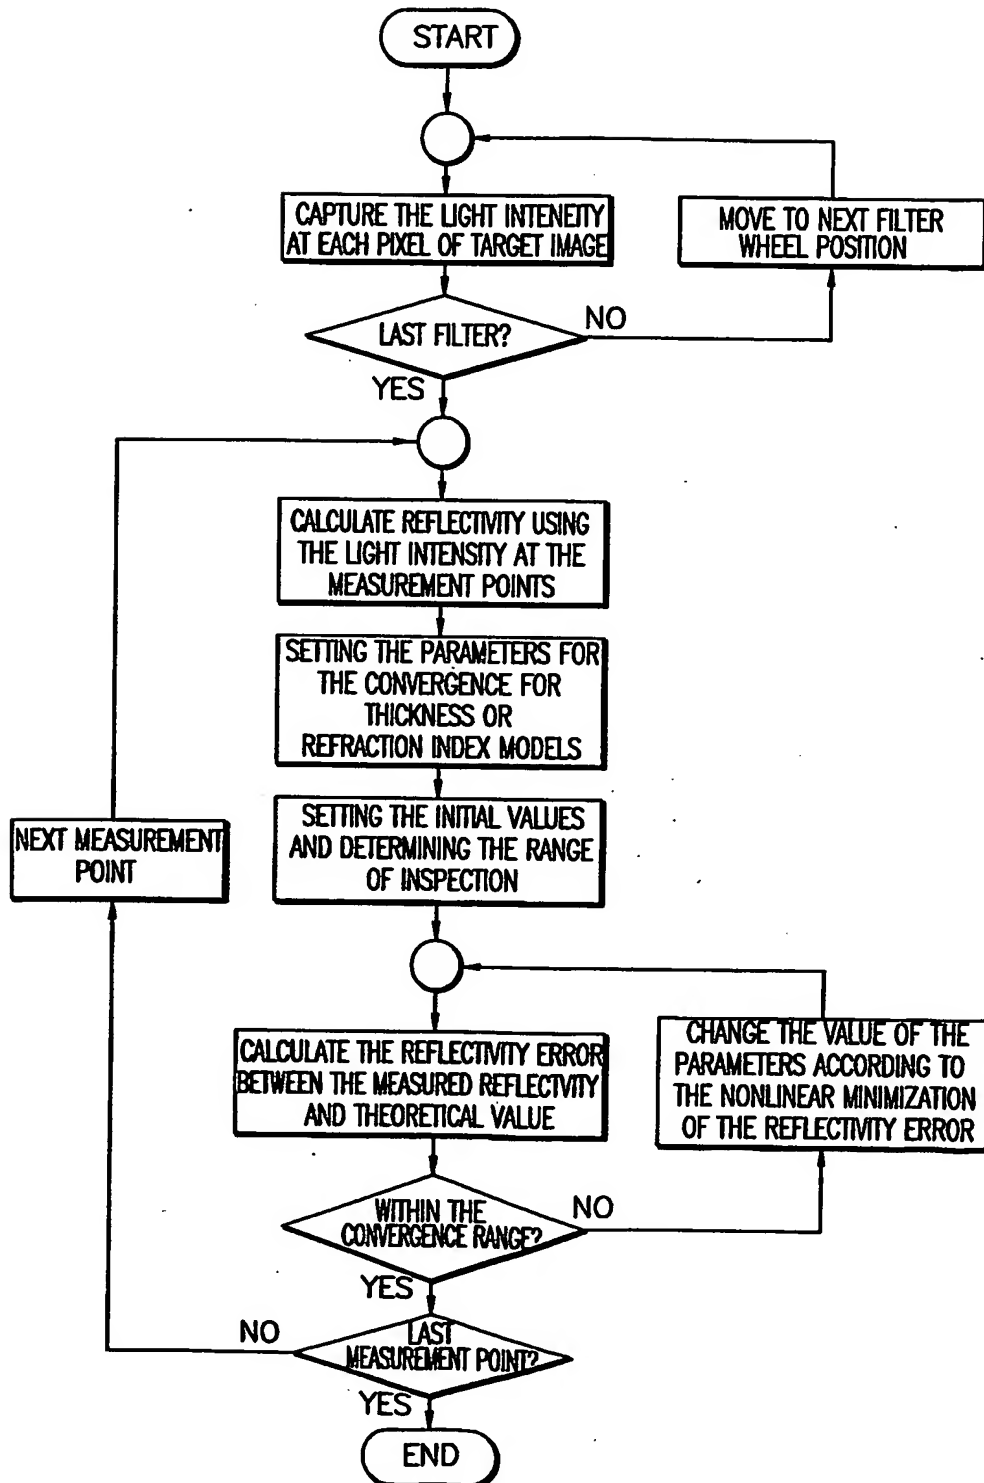 START
CAPTURE THE LIGHT INTENEITY
AT EACH PIXEL OF TARGET IMAGE
MOVE TO NEXT FILTER
WHEEL POSITION
LAST FILTER?
NO
YES
CALCULATE REFLECTIVITY USING
THE LIGHT INTENSITY AT THE
MEASUREMENT POINTS
SETTING THE PARAMETERS FOR
THE CONVERGENCE FOR
THICKNESS OR
REFRACTION INDEX MODELS
SETTING THE INITIAL VALUES
AND DETERMINING THE RANGE
OF INSPECTION
NEXT MEASUREMENT
POINT
CALCULATE THE REFLECTIVITY ERROR
BETWEEN THE MEASURED REFLECTIVITY
AND THEORETICAL VALUE
CHANGE THE VALUE OF THE
PARAMETERS ACCORDING TO
THE NONLINEAR MINIMIZATION
OF THE REFLECTIVITY ERROR
WITHIN THE
CONVERGENCE RANGE?
NO
YES
LAST
MEASUREMENT POINT?
NO
YES
END